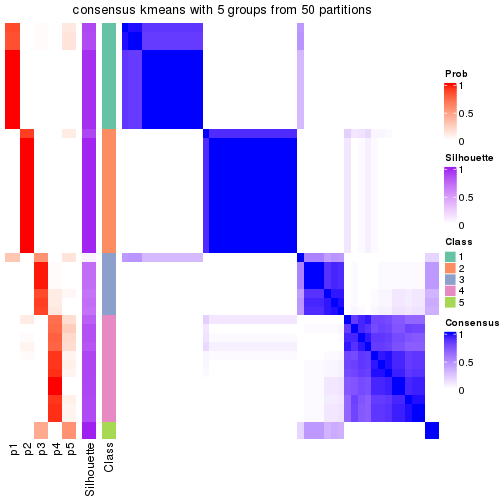 consensus kmeans with 5 groups from 50 partitions
Prob
1
0.5
0
Silhouette
1
0.5
0
Class
1
2
3
4
5
Consensus
1
0.5
0
p1
p2
p3
p4
p5
Silhouette
Class